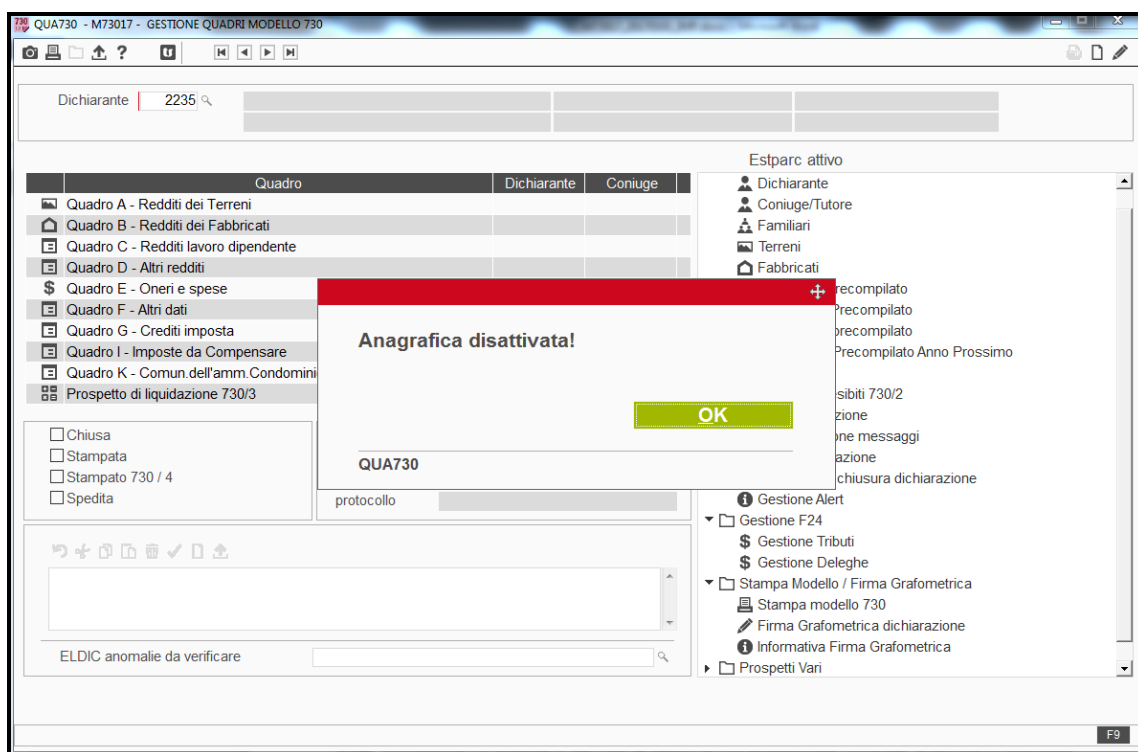 QUA730 - M73017 - GESTIONE QUADRI MODELLO 730
Dichiarante 2235
Estparc attivo
Quadro Dichiarante Coniuge
Quadro A - Redditi dei Terreni
Quadro B - Redditi dei Fabbricati
Quadro C - Redditi lavoro dipendente
Quadro D - Altri redditi
Quadro E - Oneri e spese
Quadro F - Altri dati
Quadro G - Crediti imposta
Quadro I - Imposte da Compensare
Quadro K - Comun.dell'amm.Condomini
Prospetto di liquidazione 730/3
Dichiarante
Coniuge/Tutore
Familiari
Terreni
Fabbricati
recompilato
Precompilato
precompilato
Precompilato Anno Prossimo
sibiti 730/2
zione
one messaggi
azione
chiusura dichiarazione
Gestione Alert
Gestione F24
Gestione Tributi
Gestione Deleghe
Stampa Modello / Firma Grafometrica
Stampa modello 730
Firma Grafometrica dichiarazione
Informativa Firma Grafometrica
Prospetti Vari
Anagrafica disattivata!
OK
QUA730
Chiusa
Stampata
Stampato 730 / 4
Spedita
protocollo
ELDIC anomalie da verificare
F9